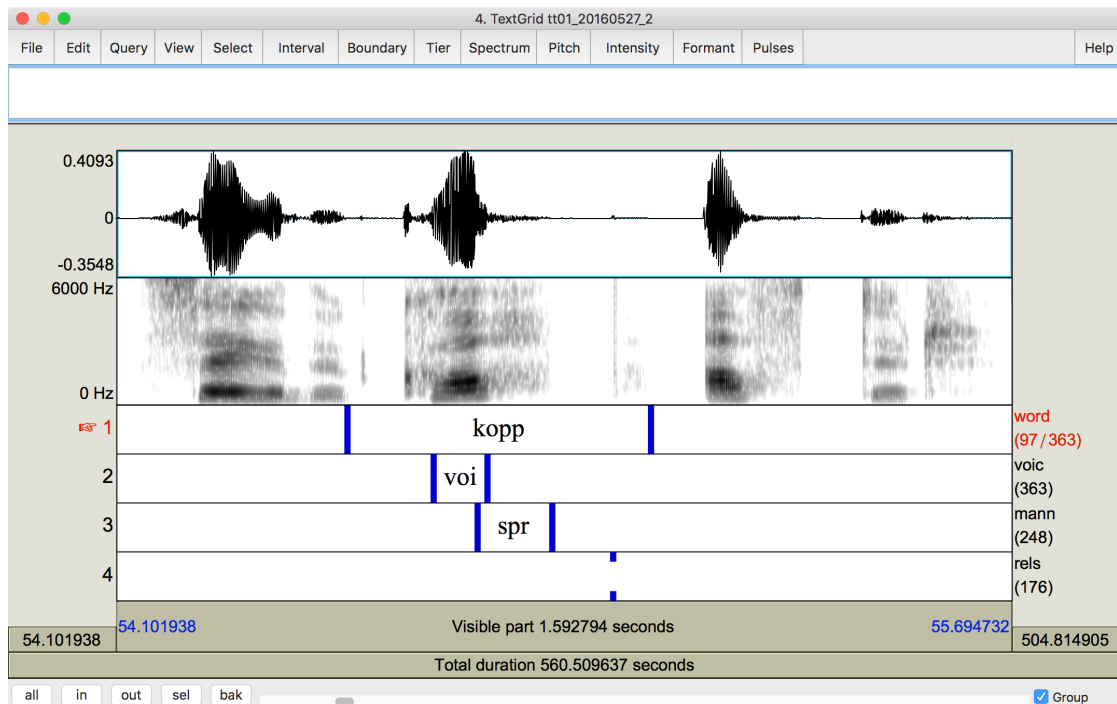 4. TextGrid tt01_20160527_2
File Edit Query View Select Interval Boundary Tier Spectrum Pitch Intensity Formant Pulses Help
0.4093
0
-0.3548
6000 Hz
0 Hz
☞ 1 kopp word
(97/363)
2 voi voic
(363)
3 spr mann
(248)
4 rels
(176)
54.101938 Visible part 1.592794 seconds 55.694732
54.101938 504.814905
Total duration 560.509637 seconds
all in out sel bak Group